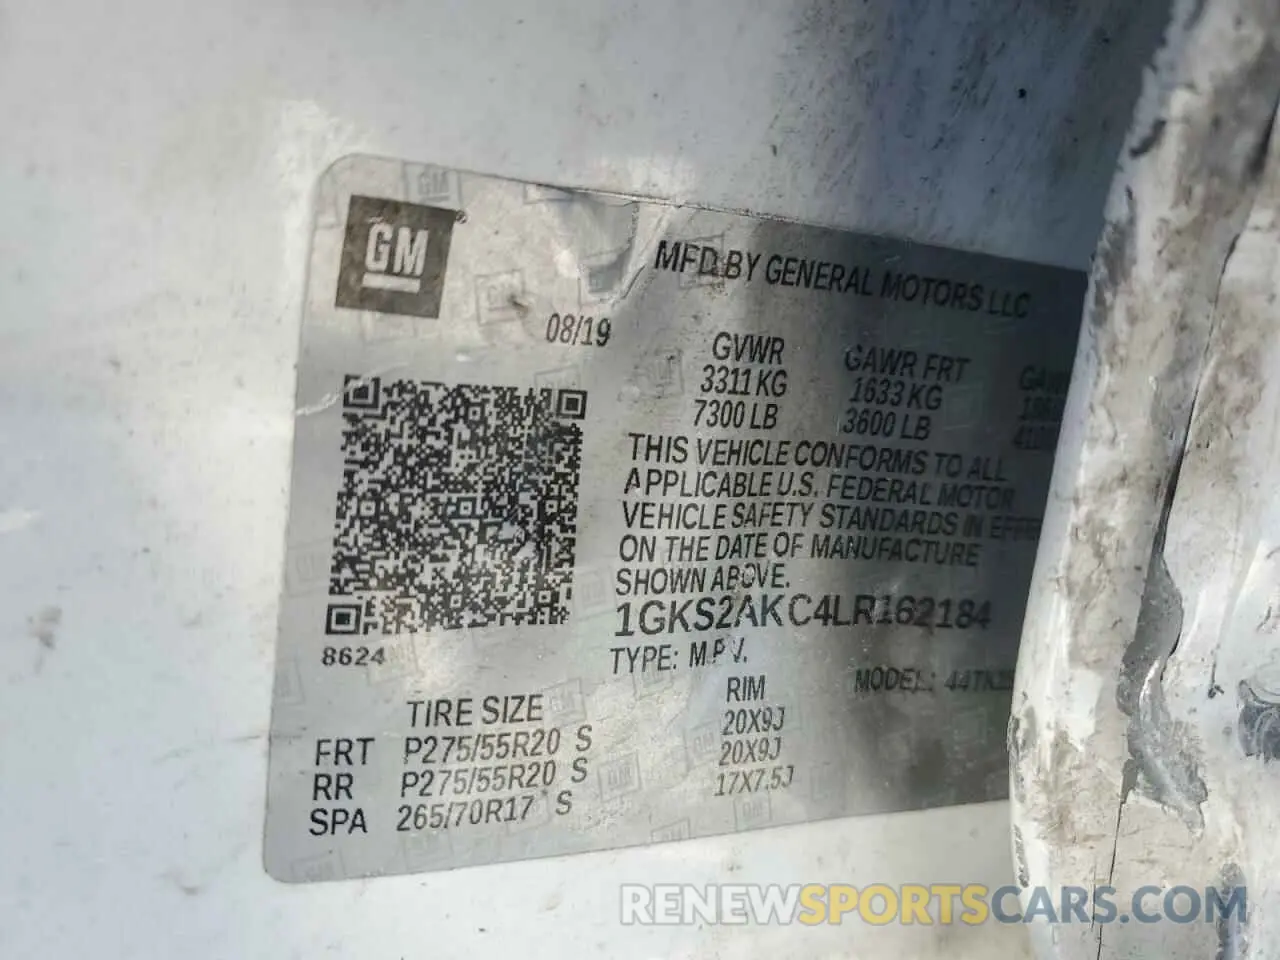 GM
08/19
MFD BY GENERAL MOTORS LLC
GVWR GAWR FRT
3311 KG 1633 KG
7300 LB 3600 LB
THIS VEHICLE CONFORMS TO ALL
APPLICABLE U.S. FEDERAL MOTOR
VEHICLE SAFETY STANDARDS IN
ON THE DATE OF MANUFACTURE
SHOWN ABOVE.
1GKS2AKC4LR162184
8624
TYPE: M.P.V. MODEL:
TIRE SIZE RIM
FRT P275/55R20 S 20X9J
RR P275/55R20 S 20X9J
SPA 265/70R17 S 17X7.5J
RENEWSPORTSCARS.COM